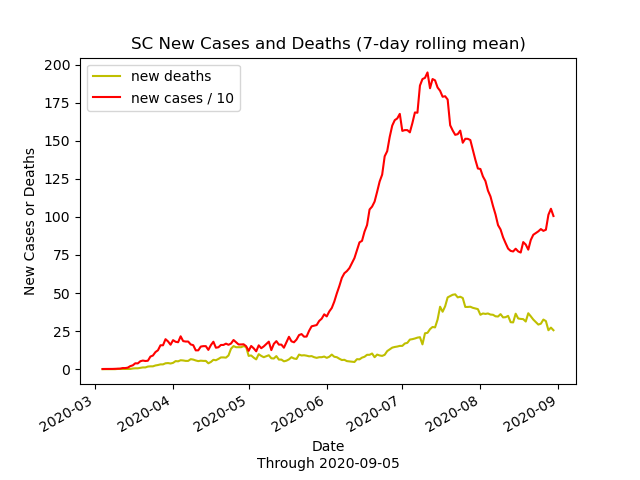 SC New Cases and Deaths (7-day rolling mean)
new deaths
new cases / 10
200
175
150
125
100
75
50
25
0
New Cases or Deaths
2020-03
2020-04
2020-05
2020-06
2020-07
2020-08
2020-09
Date
Through 2020-09-05